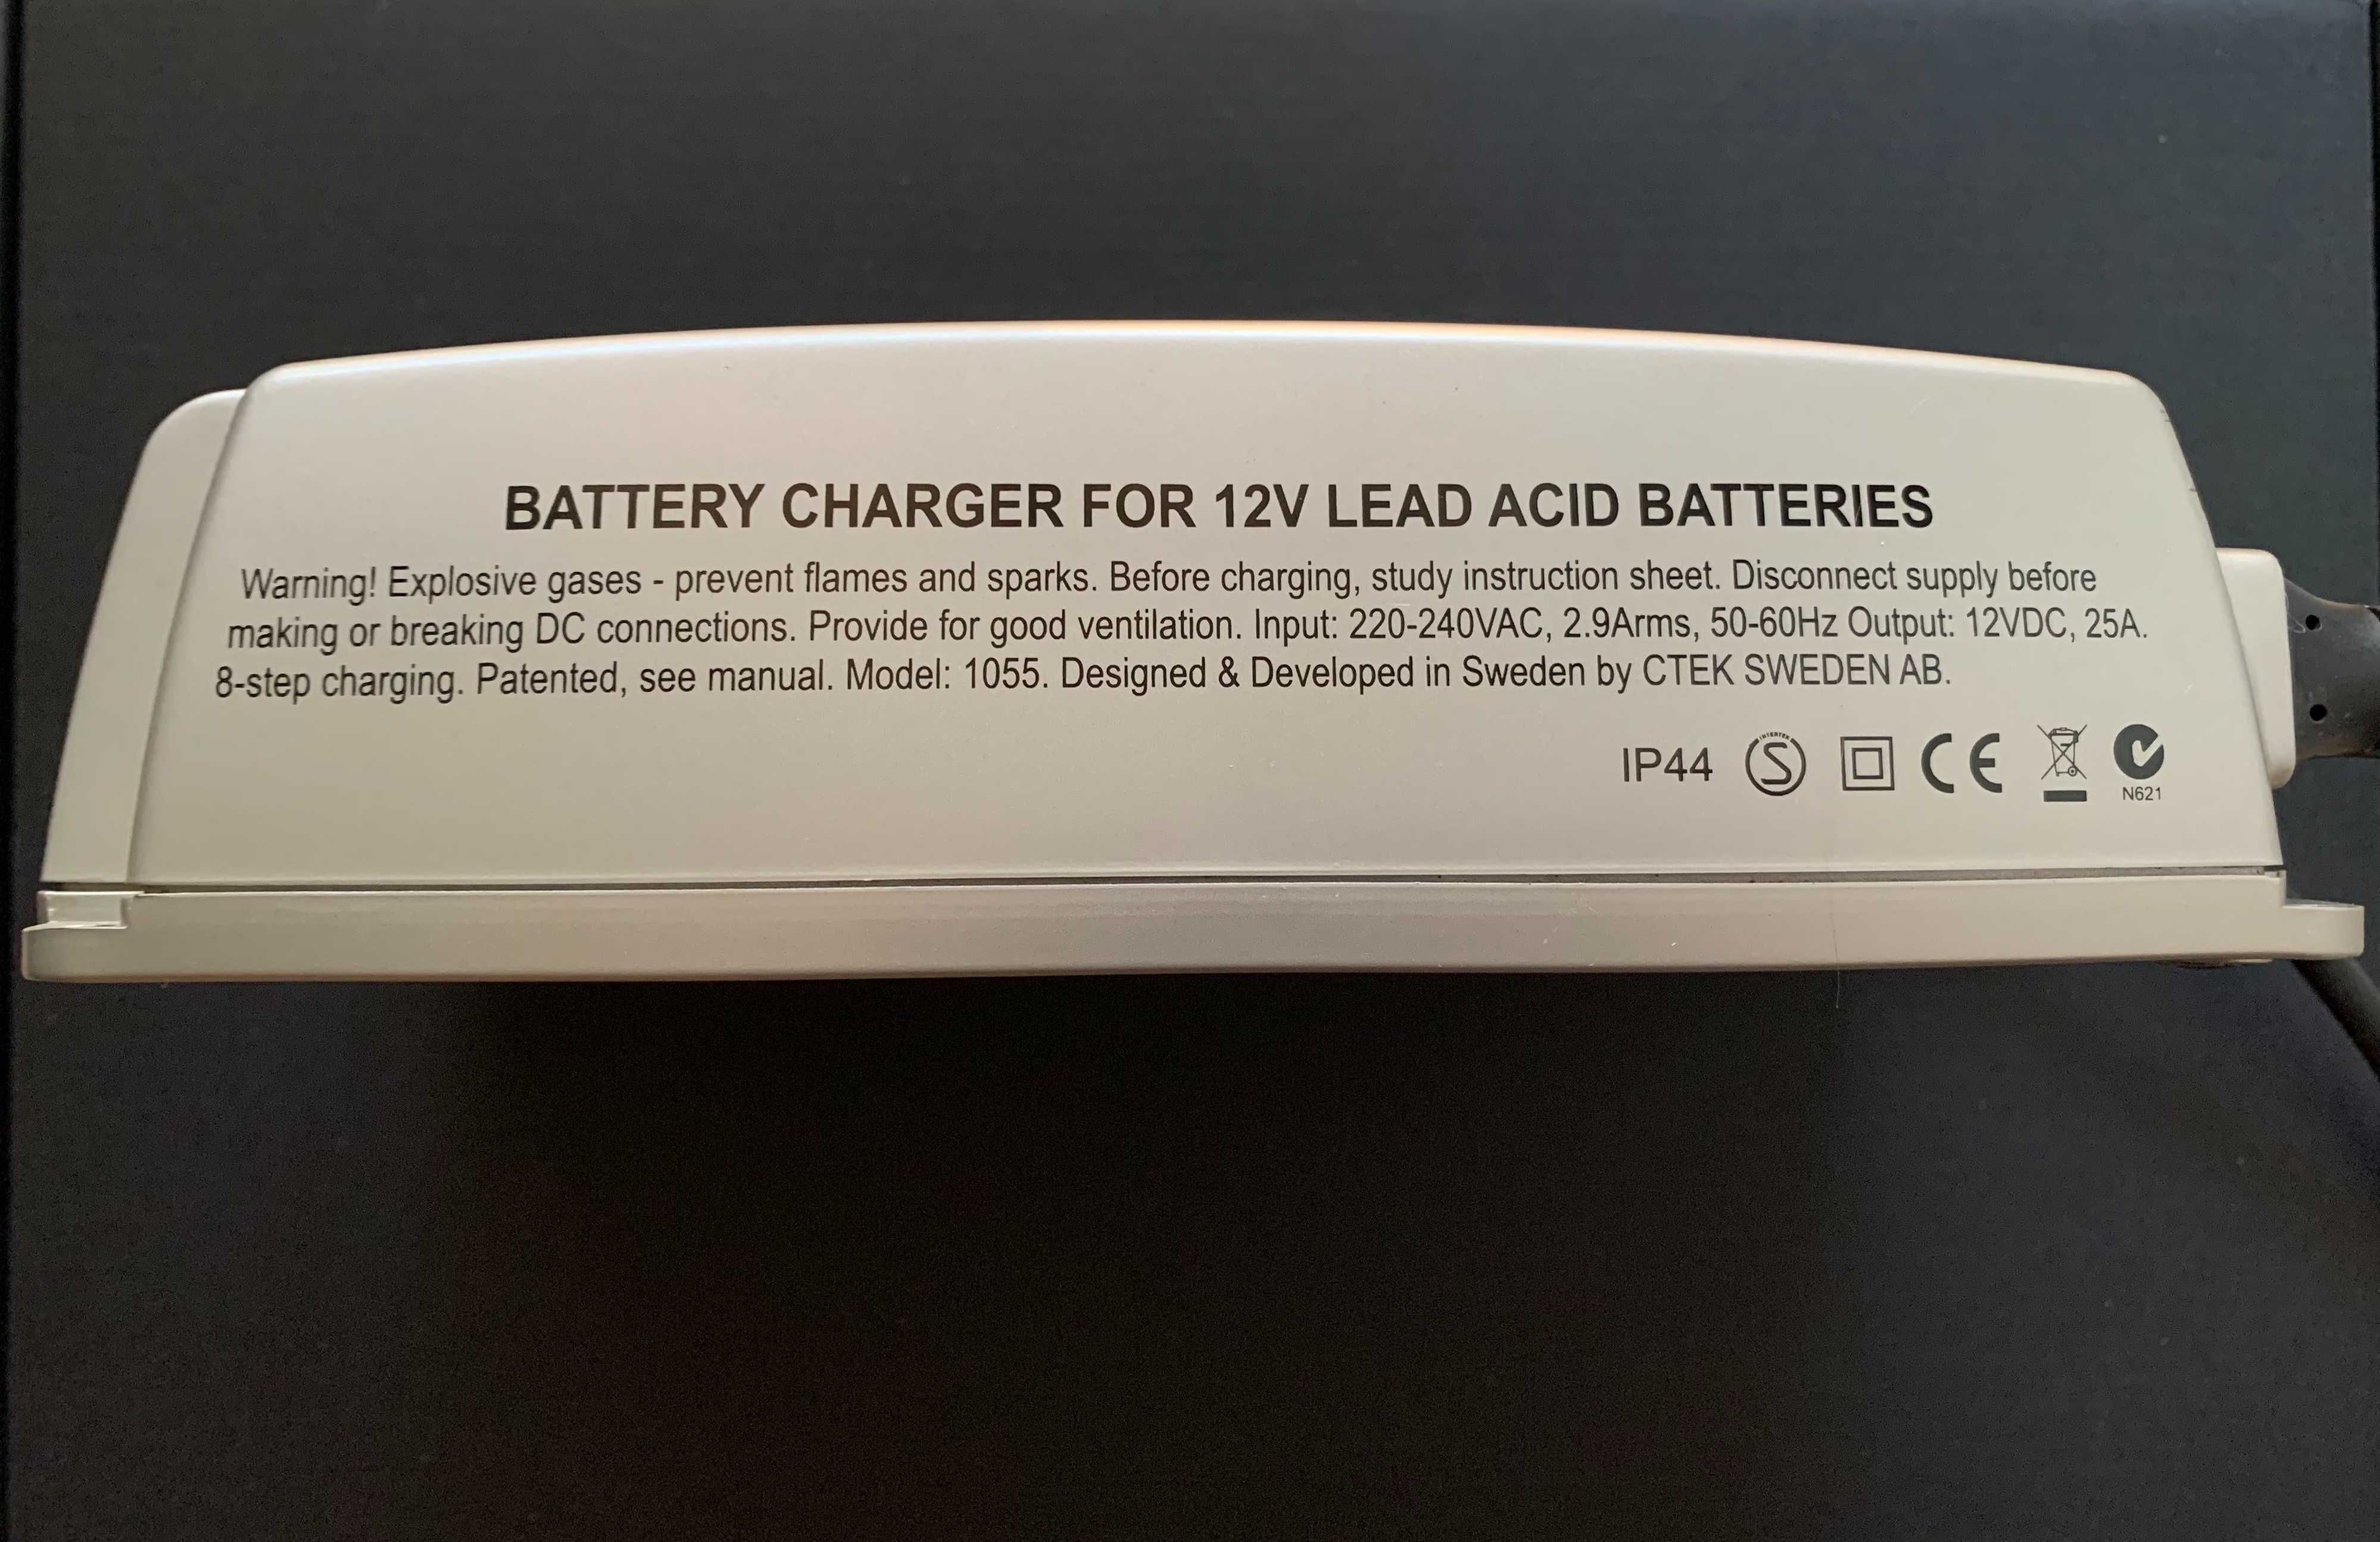 BATTERY CHARGER FOR 12V LEAD ACID BATTERIES
Warning! Explosive gases - prevent flames and sparks. Before charging, study instruction sheet. Disconnect supply before
making or breaking DC connections. Provide for good ventilation. Input: 220-240VAC, 2.9Arms, 50-60Hz Output: 12VDC, 25A.
8-step charging. Patented, see manual. Model: 1055. Designed & Developed in Sweden by CTEK SWEDEN AB.
IP44 INTERTEK S CE
N621